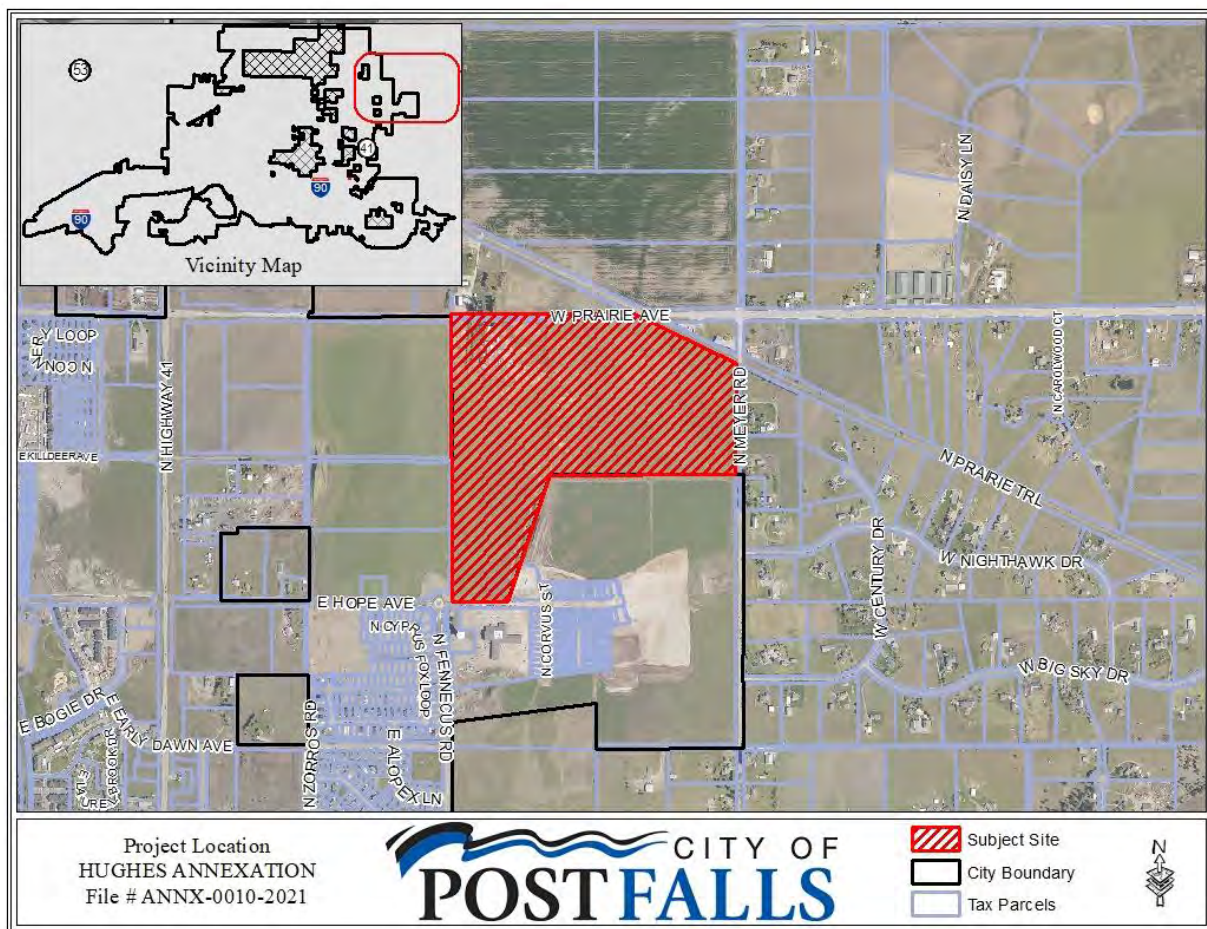 53
41
90
90
Vicinity Map
W PRAIRIE AVE
N DAISY LN
N CAROLWOOD CT
N HIGHWAY 41
N MEYER RD
N PRAIRIE TRL
E KILLDEER AVE
W NIGHTHAWK DR
W CENTURY DR
W BIG SKY DR
E HOPE AVE
N CORVUS ST
N FENNECUS RD
N ZORROS RD
E BOGIE DR
E EARLY DAWN AVE
E ALOPEX LN
Project Location
HUGHES ANNEXATION
File # ANNX-0010-2021
CITY OF
POST FALLS
Subject Site
City Boundary
Tax Parcels
N